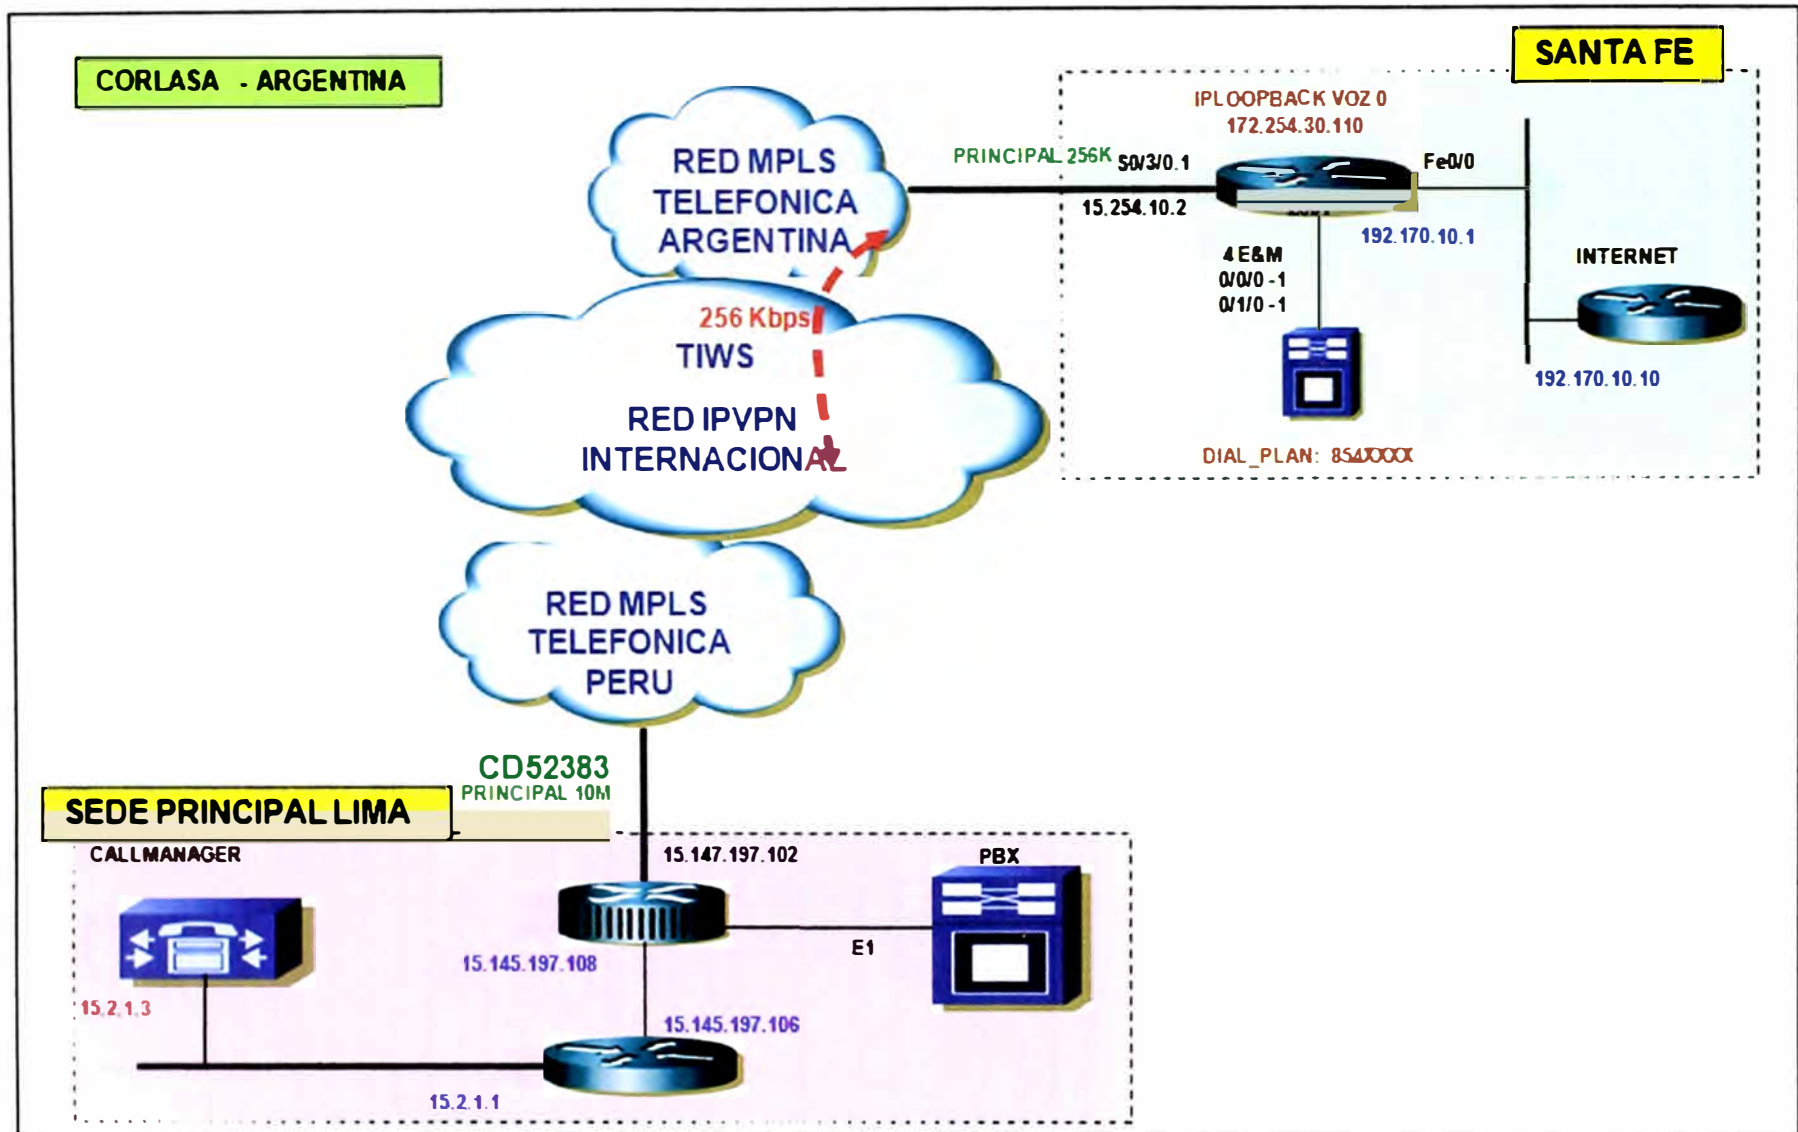 CORLASA - ARGENTINA
SANTA FE
IPLOOPBACK VOZ 0
172.254.30.110
RED MPLS
TELEFONICA
ARGENTINA
PRINCIPAL 256K
S0/3/0.1
Fe0/0
15.254.10.2
192.170.10.1
4 E&M
0/0/0 -1
0/1/0 -1
INTERNET
192.170.10.10
DIAL_PLAN: 854XXXX
256 Kbps
TIWS
RED IPVPN
INTERNACIONAL
RED MPLS
TELEFONICA
PERU
CD52383
PRINCIPAL 10M
SEDE PRINCIPAL LIMA
CALLMANAGER
15.147.197.102
PBX
E1
15.145.197.108
15.2.1.3
15.145.197.106
15.2.1.1